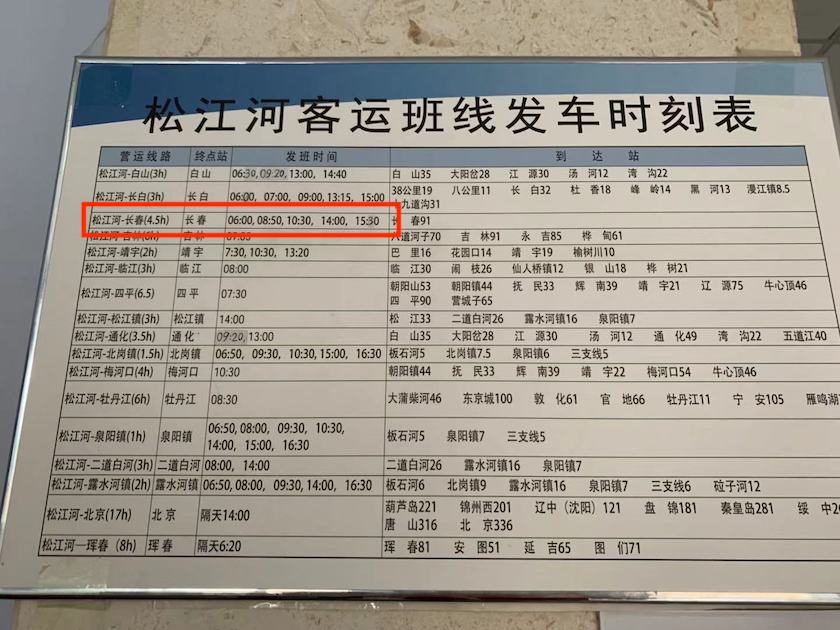 松江河客运班线发车时刻表
营运线路 终点站 发班时间 到达站
松江河-白山(3h) 白山 06:30, 09:20, 13:00, 14:40 白山35 大阳岔28 江源30 汤河12 湾沟22
松江河-长白(3h) 长白 06:00, 07:00, 09:00, 13:15, 15:00 38公里19 八公里11 长白32 杜香18 峰岭14 黑河13 漫江镇8.5
十九道沟31
松江河-长春(4.5h) 长春 06:00, 08:50, 10:30, 14:00, 15:30 长春91
松江河-吉林(6h) 吉林 八道河子70 吉林91 永吉85 桦甸61
松江河-靖宇(2h) 靖宇 7:30, 10:30, 13:20 巴里16 花园口14 靖宇19 榆树川10
松江河-临江(3h) 临江 08:00 临江30 闹枝26 仙人桥镇12 银山18 桦树21
松江河-四平(6.5) 四平 07:30 朝阳山53 朝阳镇44 抚民33 辉南39 靖宇21 辽源75 牛心顶46
四平90 营城子65
松江河-松江镇(3h) 松江镇 14:00 松江33 二道白河26 露水河镇16 泉阳镇7
松江河-通化(3.5h) 通化 09:20, 13:00 白山35 大阳岔28 江源30 汤河12 通化49 湾沟22 五道江40
松江河-北岗镇(1.5h) 北岗镇 06:50, 09:30, 10:30, 15:00, 16:30 板石河5 北岗镇7.5 泉阳镇6 三支线5
松江河-梅河口(4h) 梅河口 10:30 朝阳镇44 抚民33 辉南39 靖宇22 梅河口54 牛心顶46
松江河-牡丹江(6h) 牡丹江 08:30 大蒲柴河46 东京城100 敦化61 官地66 牡丹江11 宁安105 雁鸣湖
松江河-泉阳镇(1h) 泉阳镇 06:50, 08:00, 09:30, 10:30, 14:00, 15:00, 16:30 板石河5 泉阳镇7 三支线5
松江河-二道白河(3h) 二道白河 08:00, 14:00 二道白河26 露水河镇16 泉阳镇7
松江河-露水河镇(2h) 露水河镇 06:50, 08:00, 09:30, 14:00, 16:30 板石河6 北岗镇9 露水河镇16 泉阳镇7 三支线6 砬子河12
松江河-北京(17h) 北京 隔天14:00 葫芦岛221 锦州西201 辽中（沈阳）121 盘锦181 秦皇岛281 绥中
唐山316 北京336
松江河—珲春（8h) 珲春 隔天6:20 珲春81 安图51 延吉65 图们71